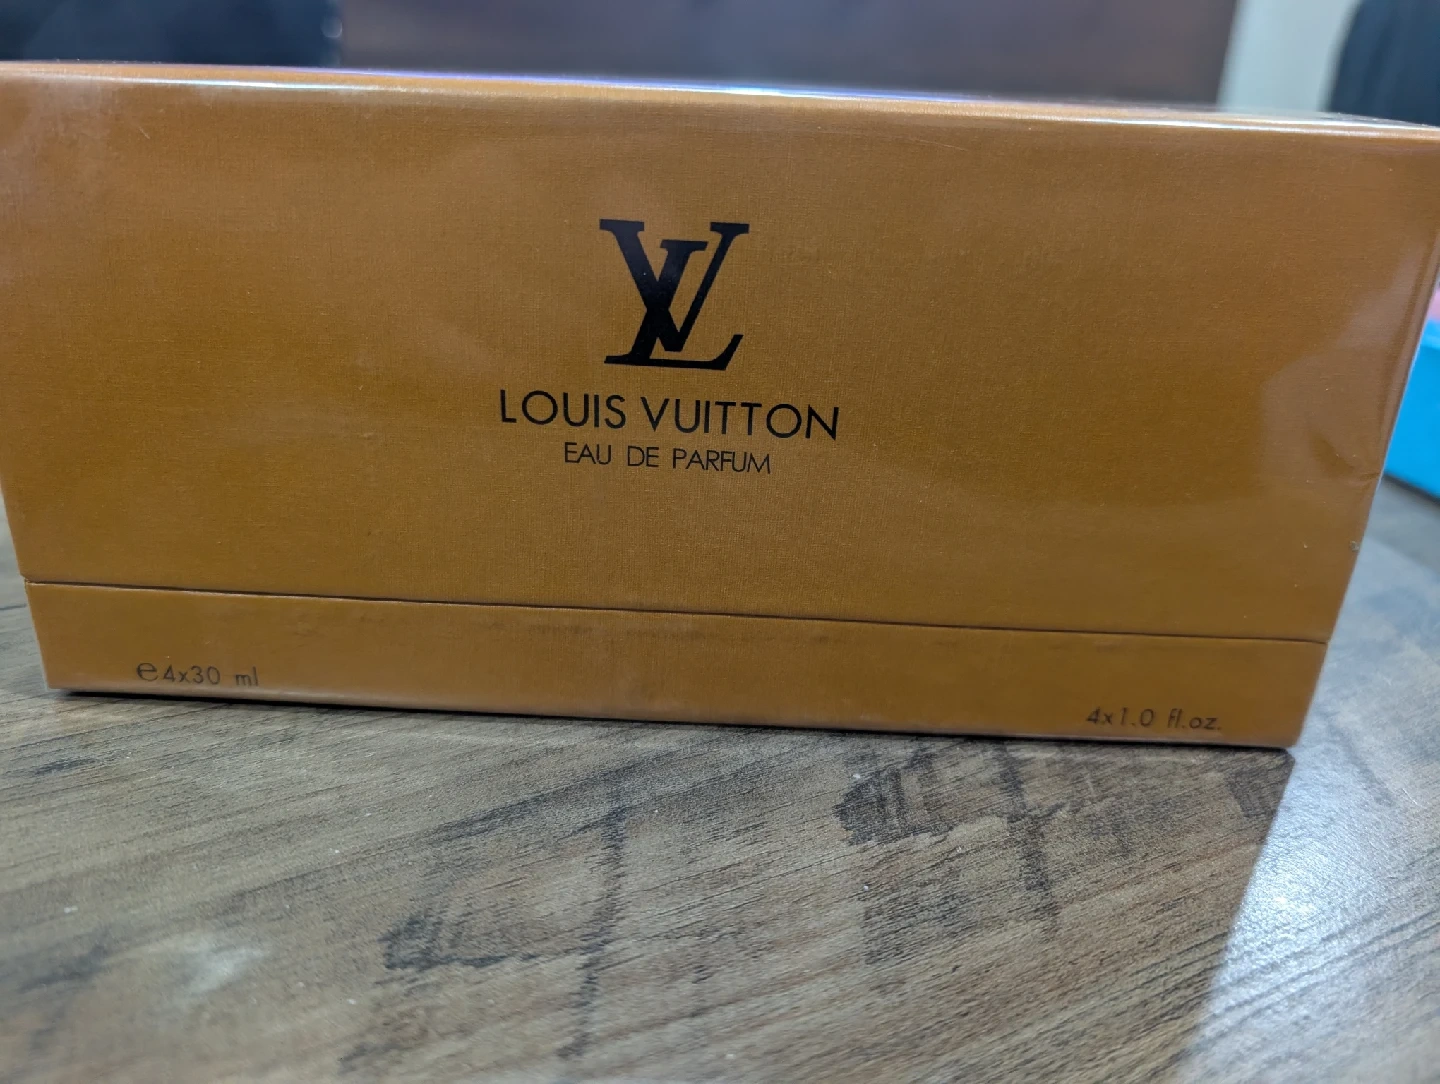 LV
LOUIS VUITTON
EAU DE PARFUM
℮4x30 ml
4x1.0 fl.oz.